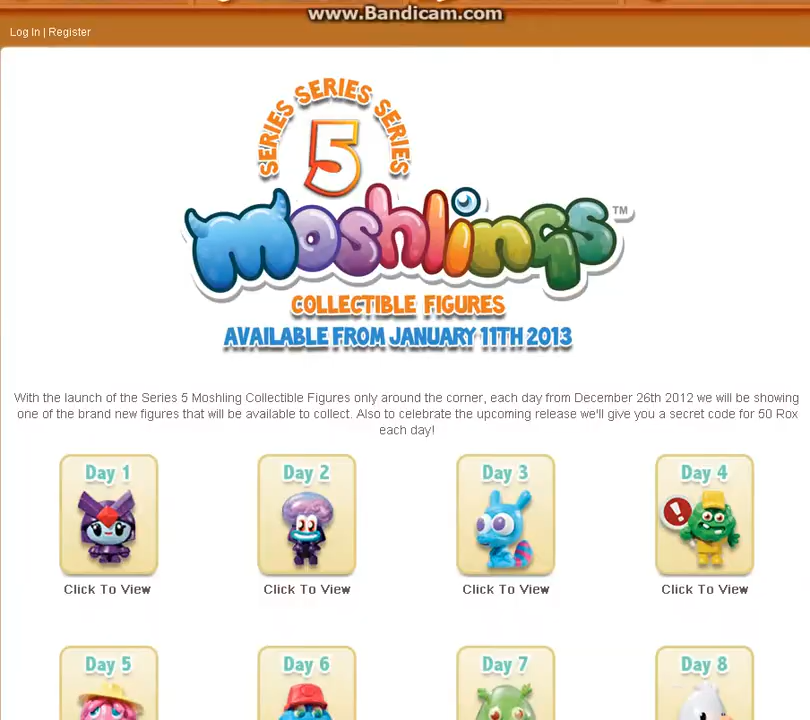 www.Bandicam.com
Log In | Register
SERIES SERIES SERIES
5
moshlings™
COLLECTIBLE FIGURES
AVAILABLE FROM JANUARY 11TH 2013
With the launch of the Series 5 Moshling Collectible Figures only around the corner, each day from December 26th 2012 we will be showing
one of the brand new figures that will be available to collect. Also to celebrate the upcoming release we'll give you a secret code for 50 Rox
each day!
Day 1 Day 2 Day 3 Day 4
!
Click To View Click To View Click To View Click To View
Day 5 Day 6 Day 7 Day 8